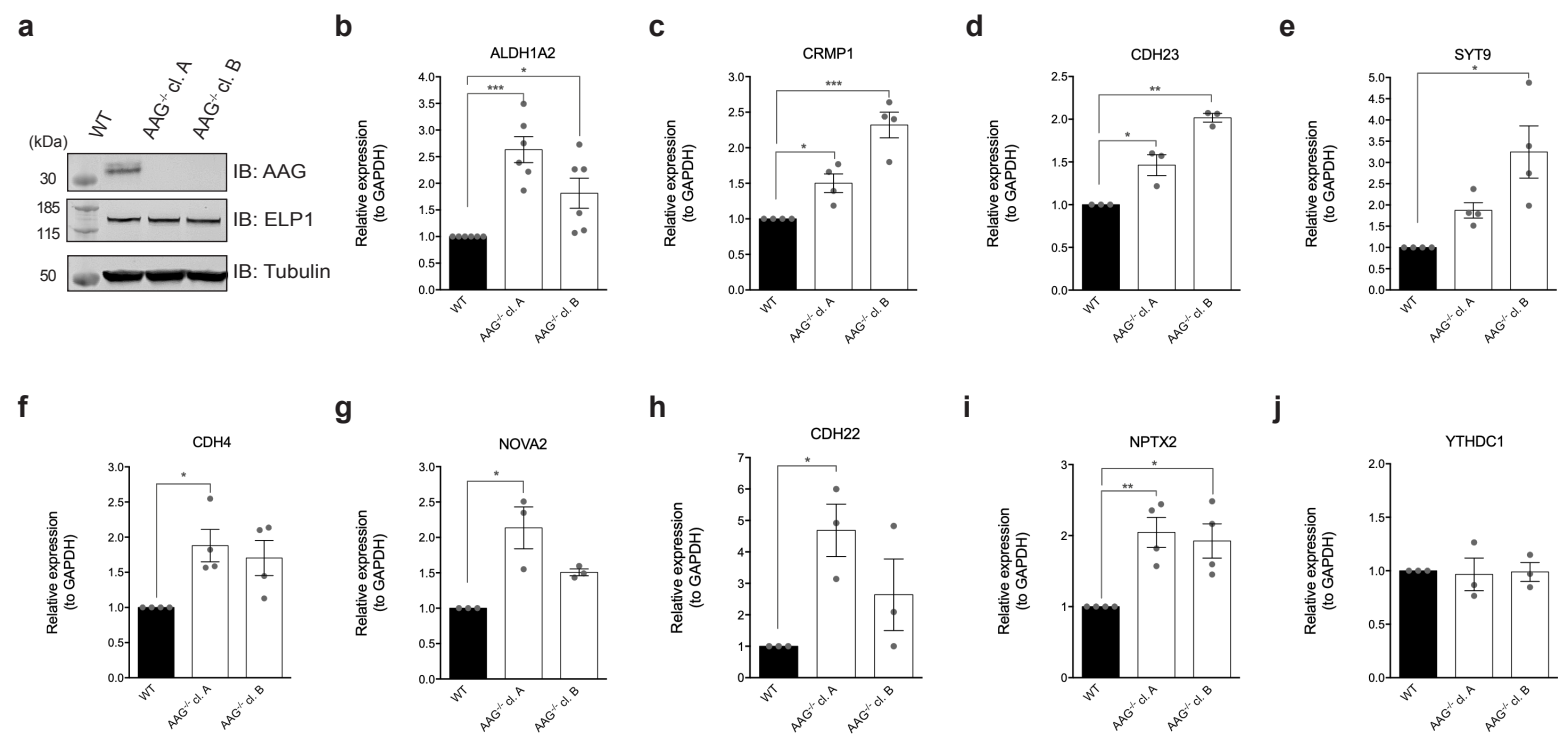 a
WT
AAG-/- cl. A
AAG-/- cl. B
(kDa)
30
IB: AAG
185
115
IB: ELP1
50
IB: Tubulin
b
ALDH1A2
Relative expression
(to GAPDH)
4.0
3.5
3.0
2.5
2.0
1.5
1.0
0.5
0.0
*
***
WT
AAG-/- cl. A
AAG-/- cl. B
c
CRMP1
Relative expression
(to GAPDH)
3.0
2.5
2.0
1.5
1.0
0.5
0.0
***
*
WT
AAG-/- cl. A
AAG-/- cl. B
d
CDH23
Relative expression
(to GAPDH)
2.5
2.0
1.5
1.0
0.5
0.0
**
*
WT
AAG-/- cl. A
AAG-/- cl. B
e
SYT9
Relative expression
(to GAPDH)
5.0
4.5
4.0
3.5
3.0
2.5
2.0
1.5
1.0
0.5
0.0
*
WT
AAG-/- cl. A
AAG-/- cl. B
f
CDH4
Relative expression
(to GAPDH)
3.0
2.5
2.0
1.5
1.0
0.5
0.0
*
WT
AAG-/- cl. A
AAG-/- cl. B
g
NOVA2
Relative expression
(to GAPDH)
3.0
2.5
2.0
1.5
1.0
0.5
0.0
*
WT
AAG-/- cl. A
AAG-/- cl. B
h
CDH22
Relative expression
(to GAPDH)
7
6
5
4
3
2
1
0
*
WT
AAG-/- cl. A
AAG-/- cl. B
i
NPTX2
Relative expression
(to GAPDH)
3
2
1
0
*
**
WT
AAG-/- cl. A
AAG-/- cl. B
j
YTHDC1
Relative expression
(to GAPDH)
2.0
1.5
1.0
0.5
0.0
WT
AAG-/- cl. A
AAG-/- cl. B